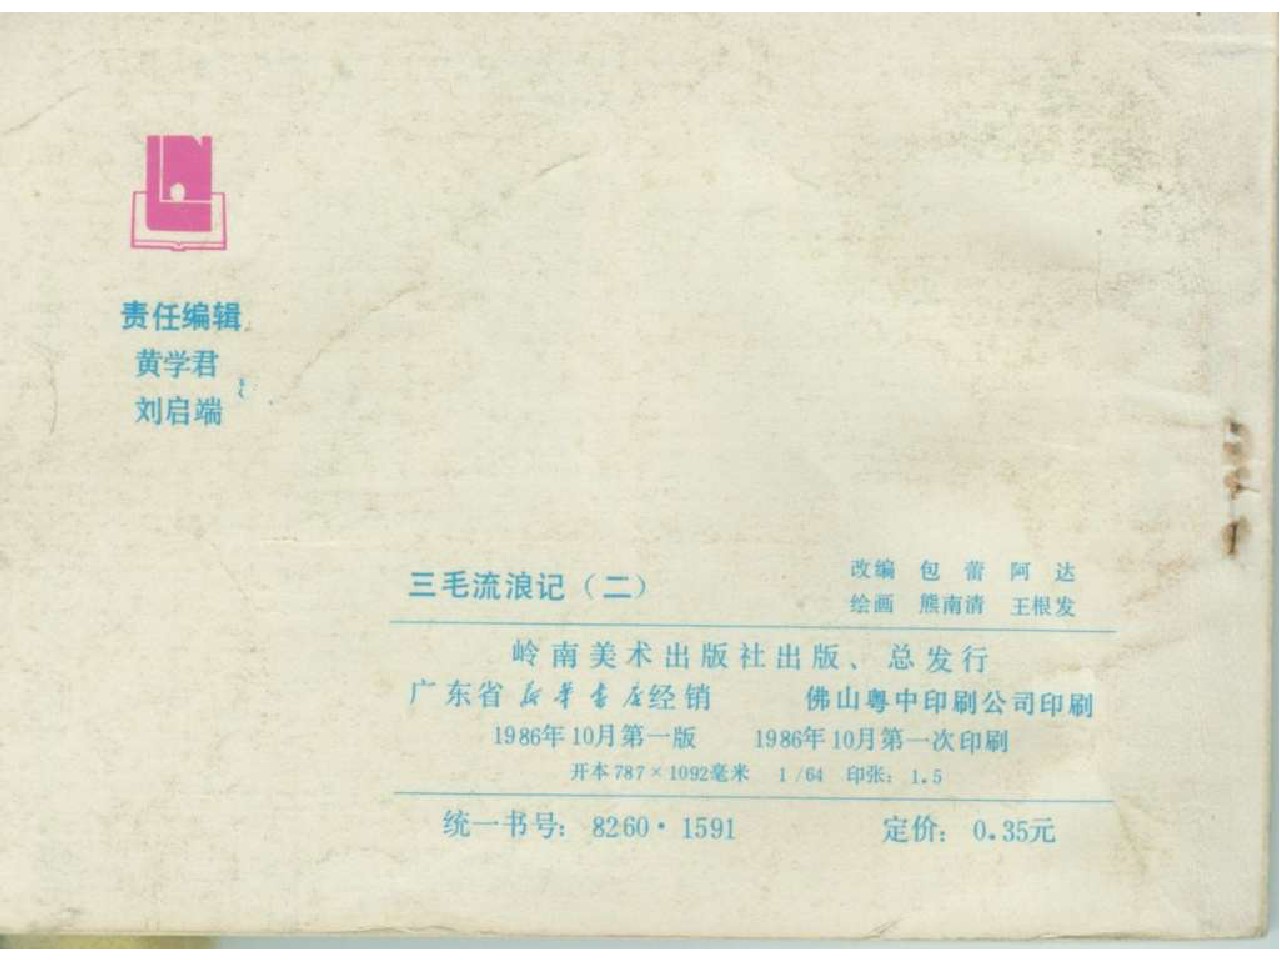 责任编辑
黄学君
刘启端
三毛流浪记（二）
改编 包蕾 阿达
绘画 熊南清 王根发
岭南美术出版社出版、总发行
广东省新华书店经销 佛山粤中印刷公司印刷
1986年10月第一版 1986年10月第一次印刷
开本787×1092毫米 1/64 印张：1.5
统一书号：8260·1591 定价：0.35元